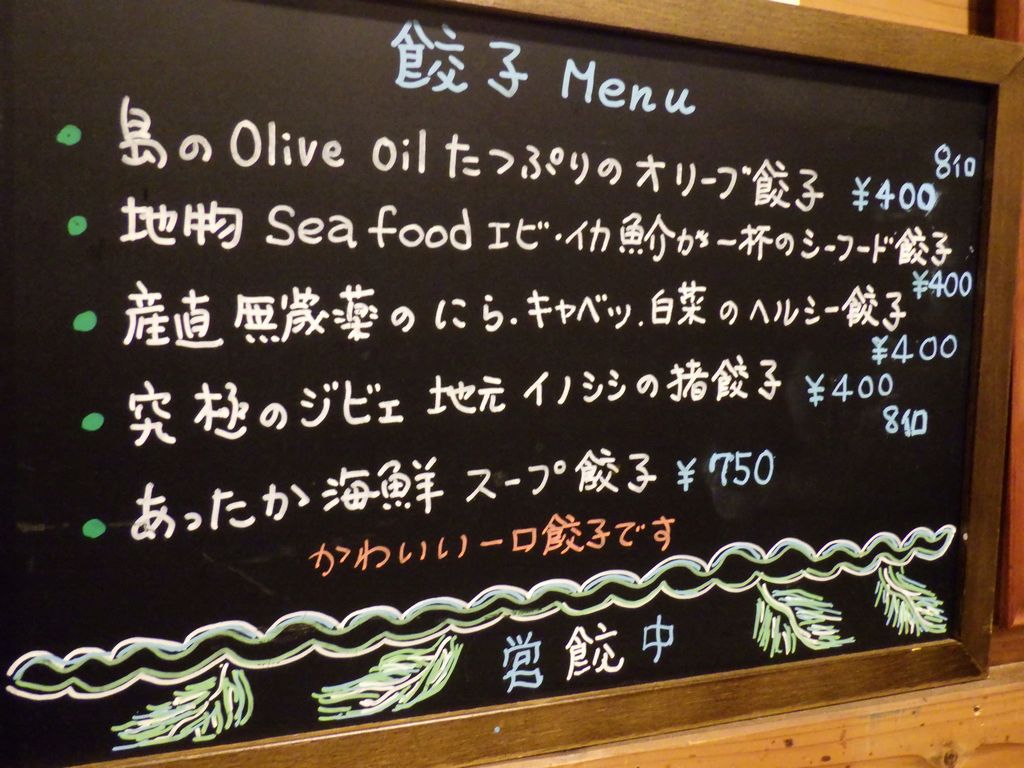 餃子 Menu
島の Olive oil たっぷりの オリーブ餃子 ¥400 8個
地物 Sea food エビ・イカ 魚介が一杯のシーフード餃子 ¥400
産直 無農薬の にら.キャベツ.白菜のヘルシー餃子 ¥400
究極のジビエ 地元 イノシシの猪餃子 ¥400 8個
あったか 海鮮 スープ餃子 ¥750
かわいい一口餃子です
営餃中